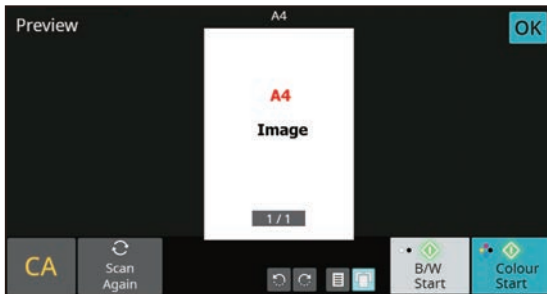 Preview
A4
OK
A4
Image
1 / 1
CA
Scan
Again
B/W
Start
Colour
Start